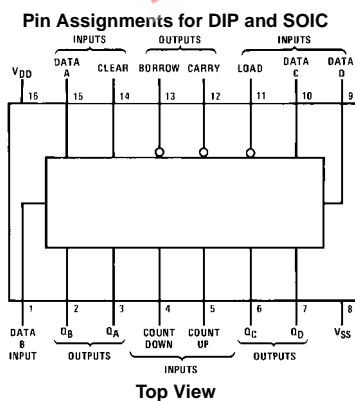 Pin Assignments for DIP and SOIC
INPUTS OUTPUTS INPUTS
VDD DATA A CLEAR BORROW CARRY LOAD DATA C DATA D
16 15 14 13 12 11 10 9
1 2 3 4 5 6 7 8
DATA B INPUT QB QA COUNT DOWN COUNT UP QC QD VSS
OUTPUTS INPUTS OUTPUTS
Top View